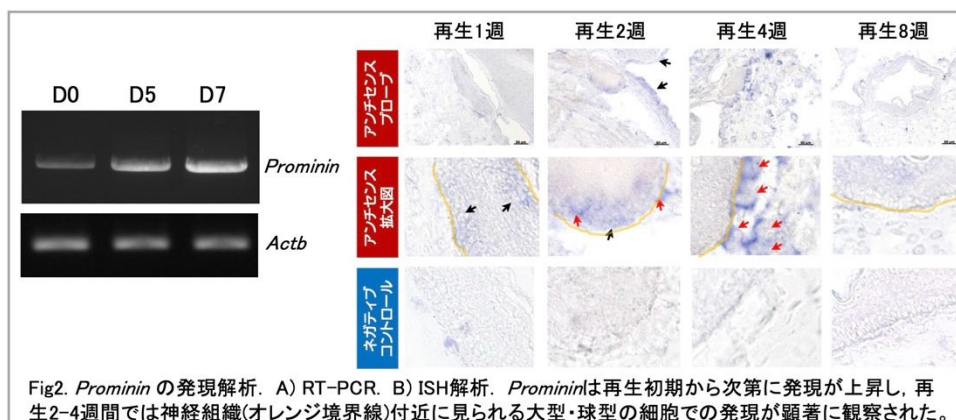 再生1週 再生2週 再生4週 再生8週
D0 D5 D7
Prominin
Actb
アンチセンス
プローブ
アンチセンス
拡大図
ネガティブ
コントロール
Fig2. Prominin の発現解析. A) RT-PCR. B) ISH解析. Promininは再生初期から次第に発現が上昇し, 再
生2-4週間では神経組織(オレンジ境界線)付近に見られる大型・球型の細胞での発現が顕著に観察された。